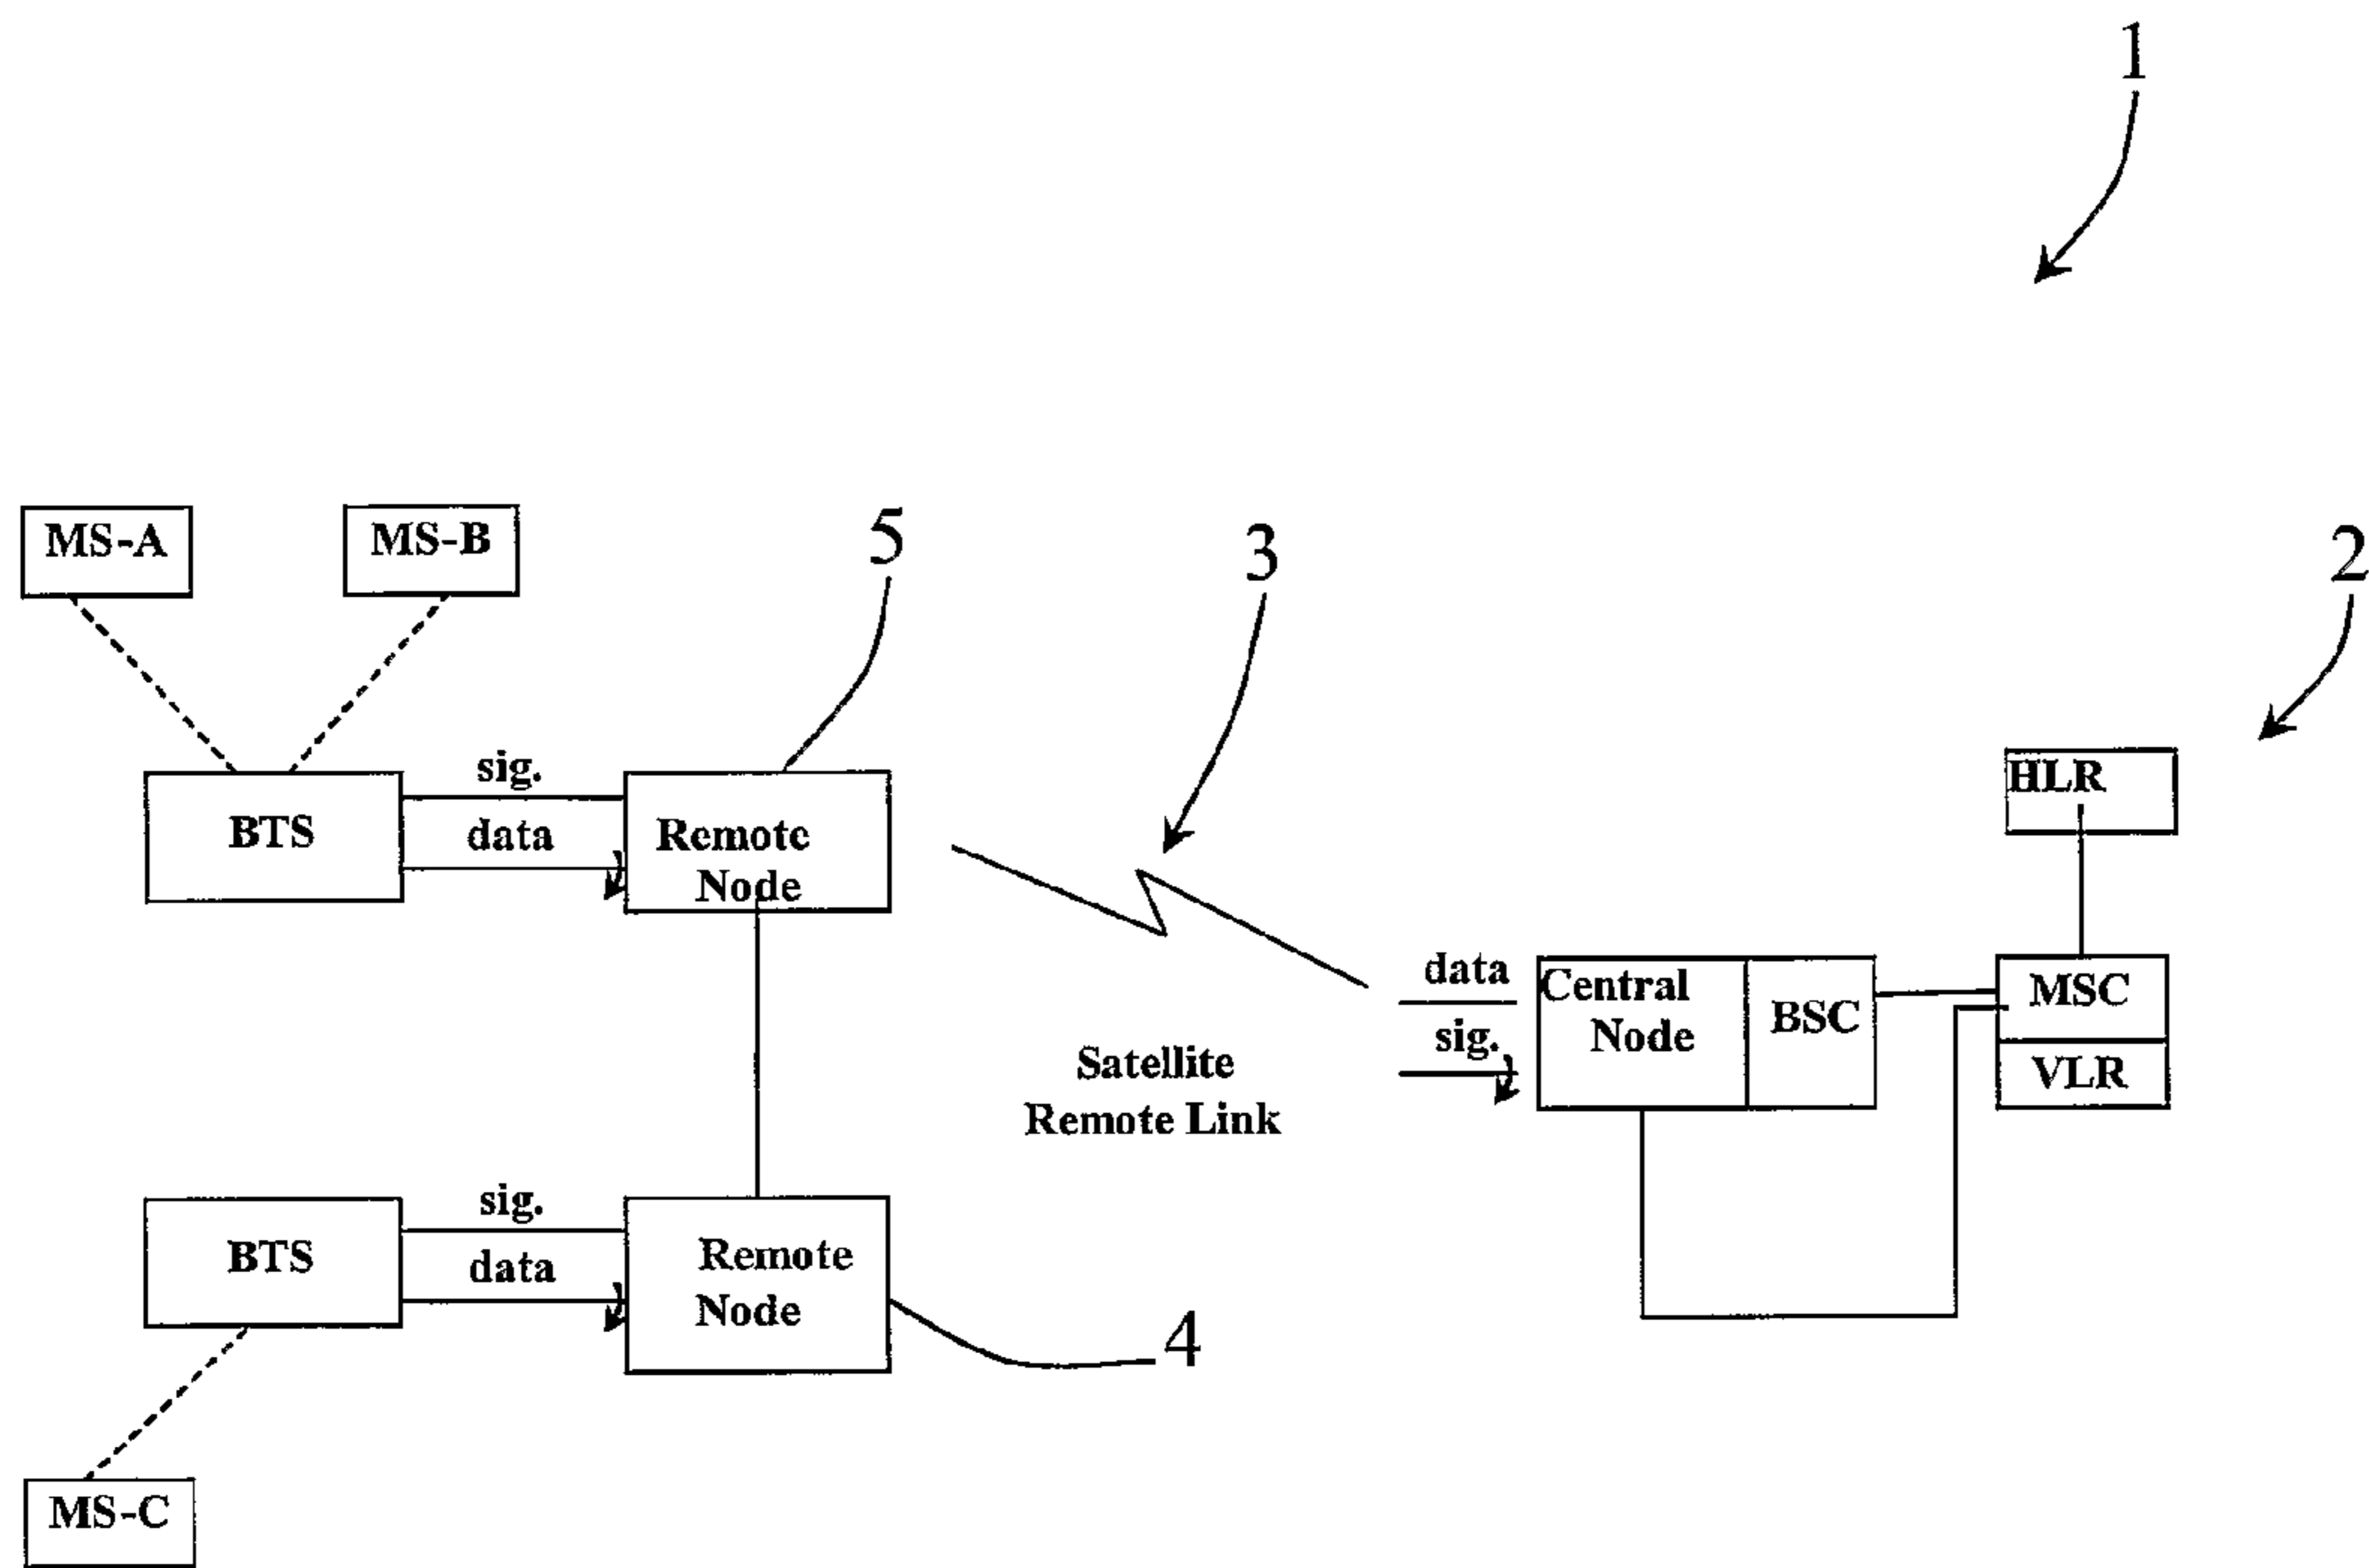 1
MS-A
MS-B
5
3
2
sig.
HLR
BTS
data
Remote
Node
data
Central
Node
BSC
MSC
sig.
Satellite
Remote Link
VLR
sig.
BTS
data
Remote
Node
4
MS-C